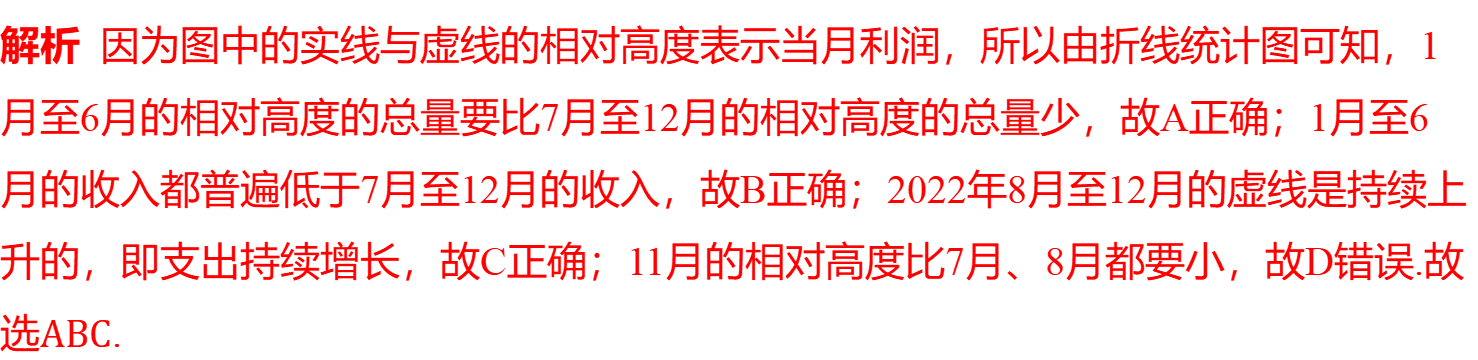 解析 因为图中的实线与虚线的相对高度表示当月利润，所以由折线统计图可知，1
月至6月的相对高度的总量要比7月至12月的相对高度的总量少，故A正确；1月至6
月的收入都普遍低于7月至12月的收入，故B正确；2022年8月至12月的虚线是持续上
升的，即支出持续增长，故C正确；11月的相对高度比7月、8月都要小，故D错误.故
选ABC.